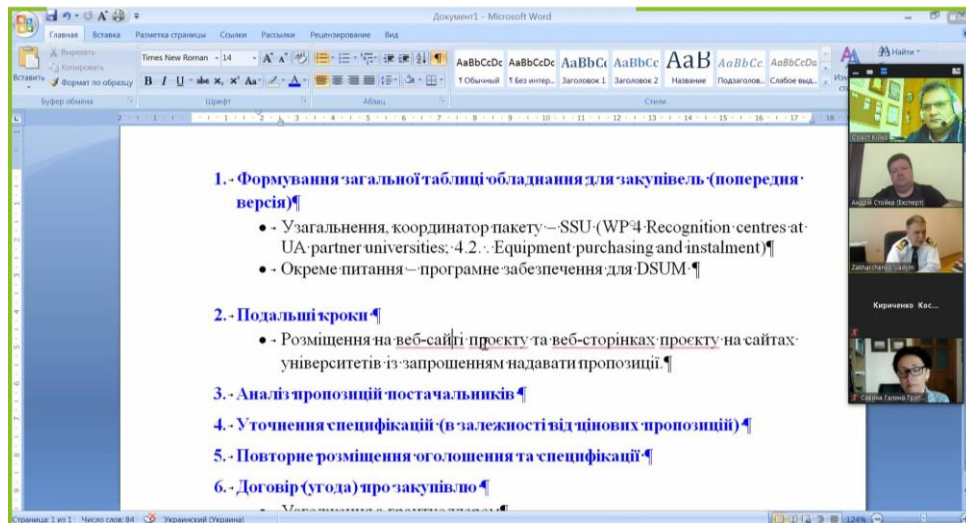 Документ1 - Microsoft Word
Главная Вставка Разметка страницы Ссылки Рассылки Рецензирование Вид
Вырезать
Копировать
Вставить Формат по образцу
Буфер обмена
Times New Roman 14
Шрифт
Абзац
AaBbCcDc AaBbCcDc AaBbCc AaBbCc AaB AaBbCc. AaBbCcDa
Обычный Без интер... Заголовок 1 Заголовок 2 Название Подзаголов... Слабое выд...
Стили
Найти
1. Формування загальної таблиці обладнання для закупівель (попередня
версія)
Узагальнення, координатор пакету – SSU (WP 4 Recognition centres at
UA partner universities; 4.2. Equipment purchasing and instalment)
Окреме питання – програмне забезпечення для DSUM
2. Подальші кроки
Розміщення на веб-сайті проєкту та веб-сторінках проєкту на сайтах
університетів із запрошенням надавати пропозиції.
3. Аналіз пропозицій постачальників
4. Уточнення специфікацій (в залежності від цінових пропозицій)
5. Повторне розміщення оголошення та специфікації
6. Договір (угода) про закупівлю
Андрій Стойка (Експерт)
Zakharchenko Vadym
Кириченко Кос...
Савина Галина Григ...
Страница: 1 из 1 Число слов: 84 Украинский (Украина) 124%